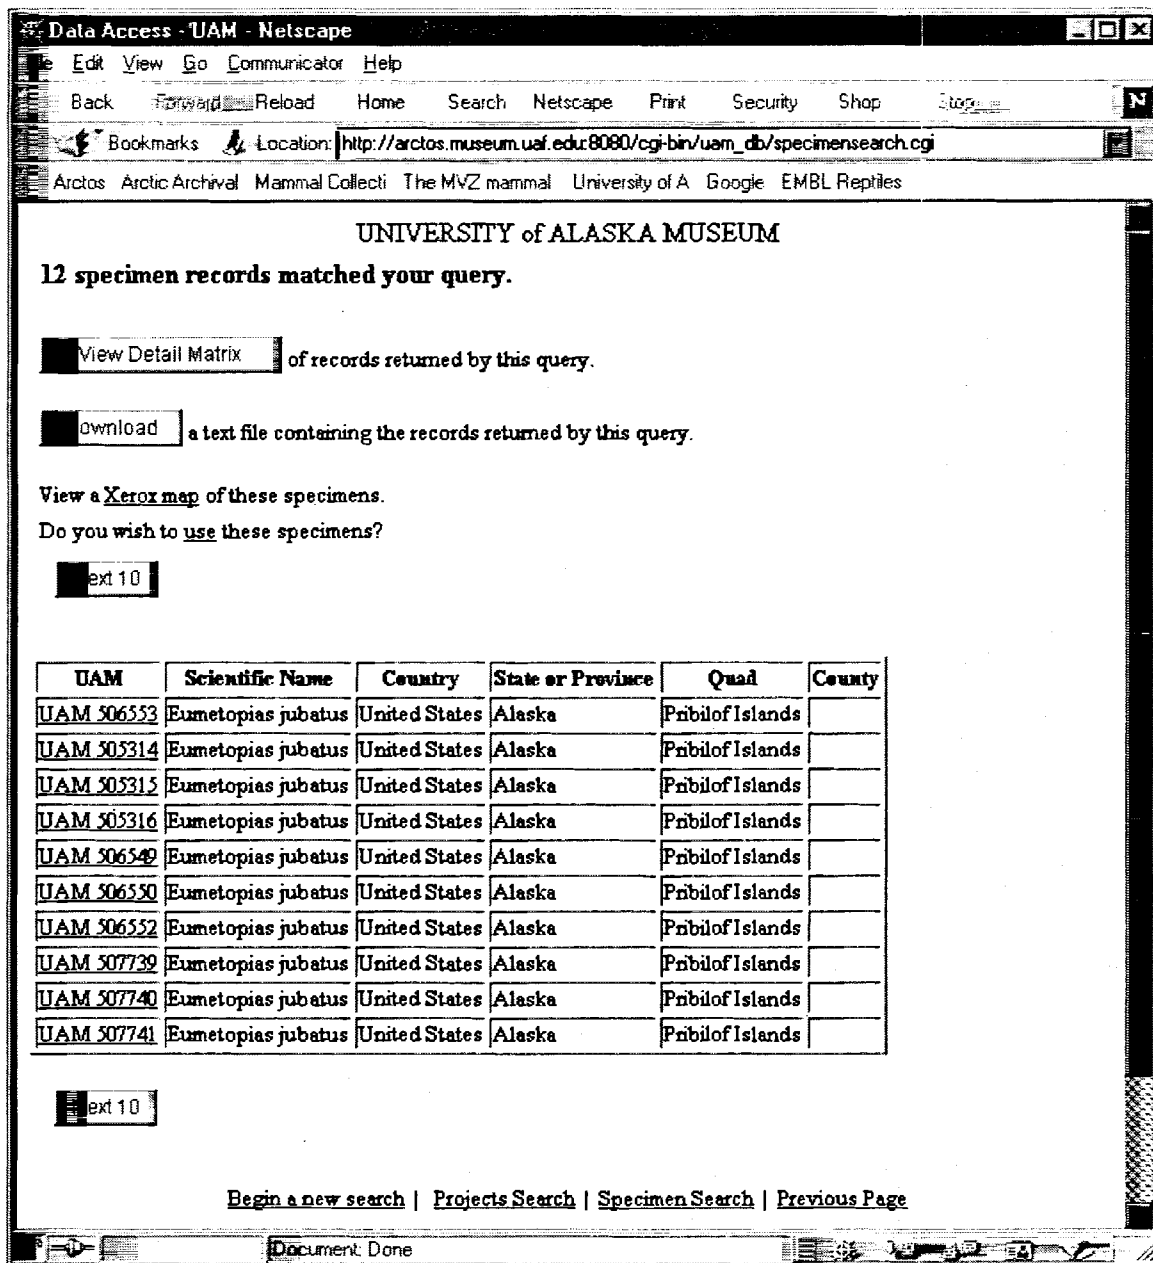 Data Access - UAM - Netscape
Edit View Go Communicator Help
Back Forward Reload Home Search Netscape Print Security Shop Stop
Bookmarks Location: http://arctos.museum.uaf.edu:8080/cgi-bin/uam_db/specimensearch.cgi
Arctos Arctic Archival Mammal Collecti The MVZ mammal University of A Google EMBL Reptiles
UNIVERSITY of ALASKA MUSEUM
12 specimen records matched your query.
View Detail Matrix of records returned by this query.
ownload a text file containing the records returned by this query.
View a Xerox map of these specimens.
Do you wish to use these specimens?
ext 10
UAM Scientific Name Country State or Province Quad County
UAM 506553 Eumetopias jubatus United States Alaska Pribilof Islands
UAM 505314 Eumetopias jubatus United States Alaska Pribilof Islands
UAM 505315 Eumetopias jubatus United States Alaska Pribilof Islands
UAM 505316 Eumetopias jubatus United States Alaska Pribilof Islands
UAM 506549 Eumetopias jubatus United States Alaska Pribilof Islands
UAM 506550 Eumetopias jubatus United States Alaska Pribilof Islands
UAM 506552 Eumetopias jubatus United States Alaska Pribilof Islands
UAM 507739 Eumetopias jubatus United States Alaska Pribilof Islands
UAM 507740 Eumetopias jubatus United States Alaska Pribilof Islands
UAM 507741 Eumetopias jubatus United States Alaska Pribilof Islands
ext 10
Begin a new search | Projects Search | Specimen Search | Previous Page
Document: Done